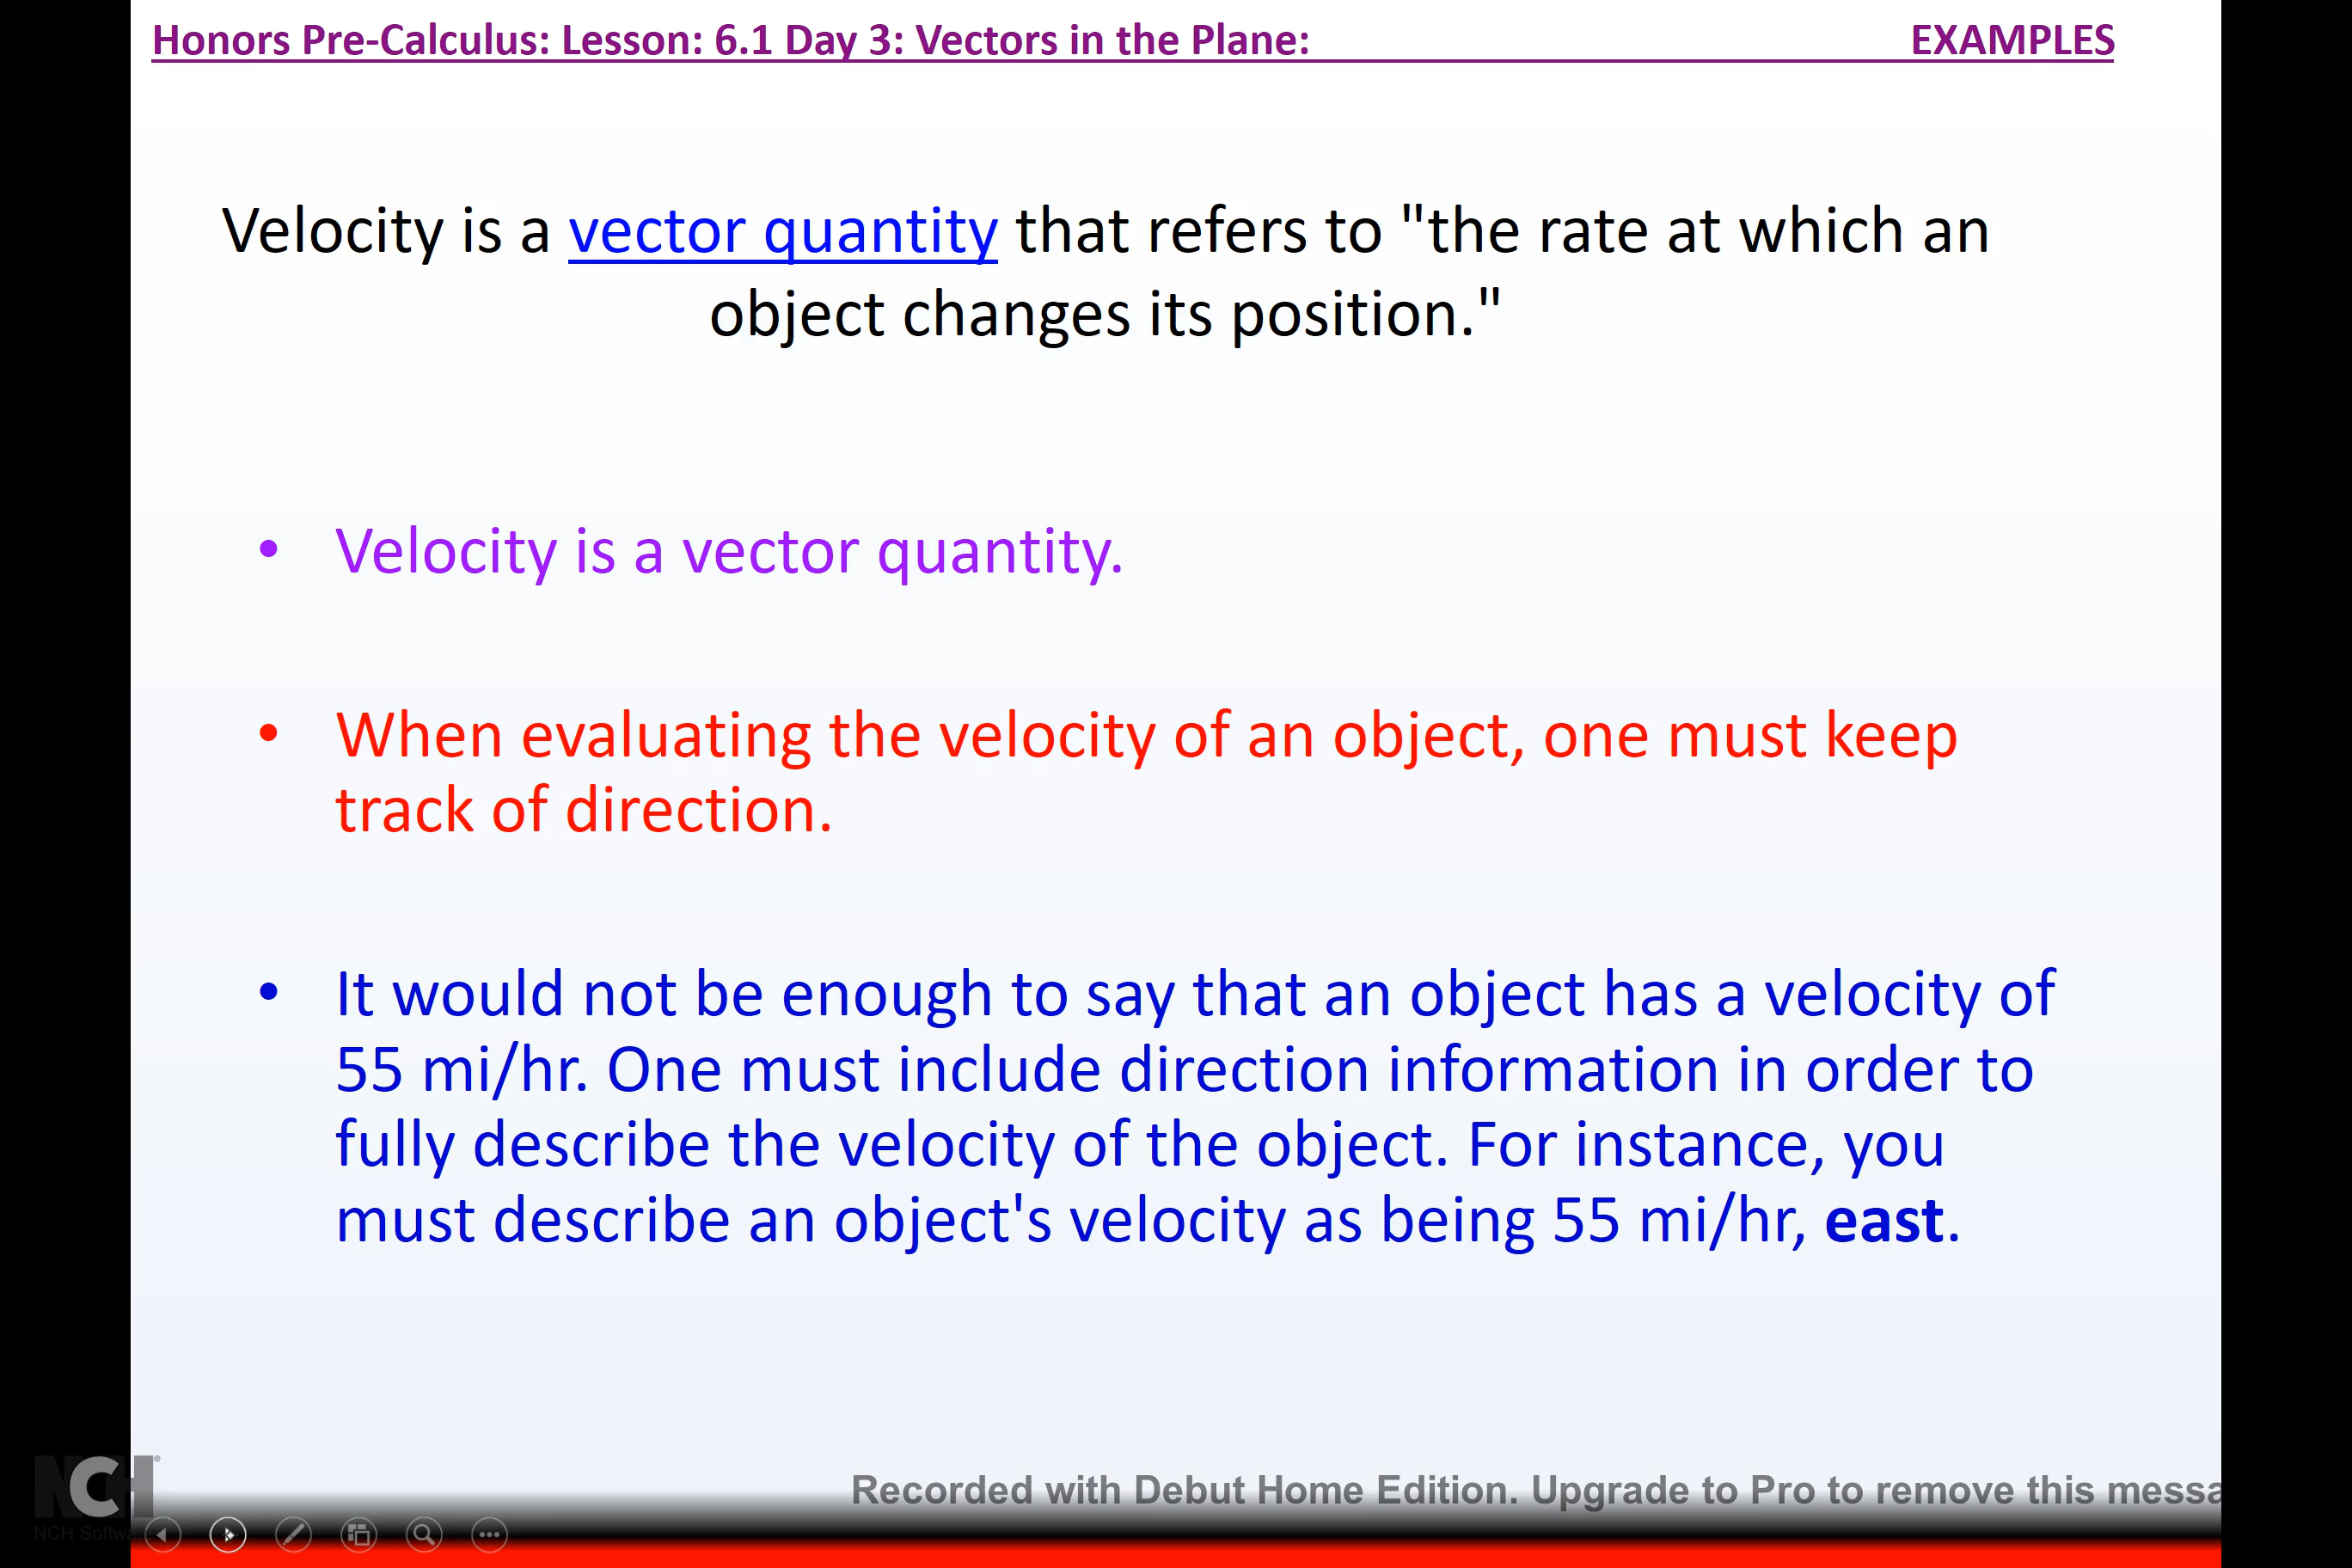 Honors Pre-Calculus: Lesson: 6.1 Day 3: Vectors in the Plane: EXAMPLES
Velocity is a vector quantity that refers to "the rate at which an
object changes its position."
• Velocity is a vector quantity.
• When evaluating the velocity of an object, one must keep
track of direction.
• It would not be enough to say that an object has a velocity of
55 mi/hr. One must include direction information in order to
fully describe the velocity of the object. For instance, you
must describe an object's velocity as being 55 mi/hr, east.
NCH®
Recorded with Debut Home Edition. Upgrade to Pro to remove this messa
NCH Softwa